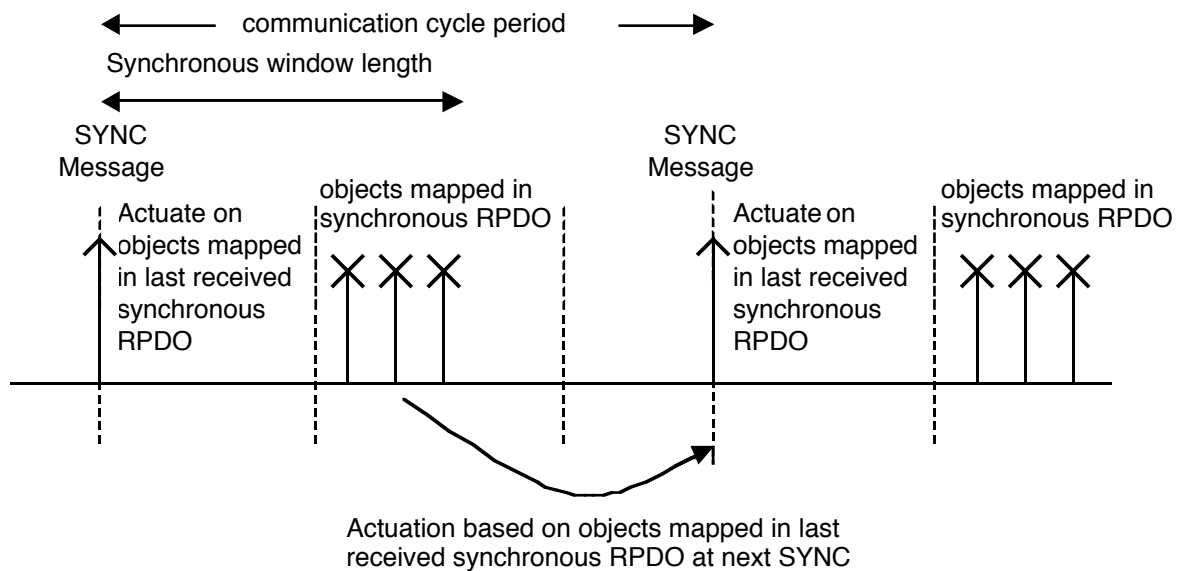 communication cycle period
Synchronous window length
SYNC
Message
Actuate on
objects mapped
in last received
synchronous
RPDO
objects mapped in
synchronous RPDO
SYNC
Message
Actuate on
objects mapped
in last received
synchronous
RPDO
objects mapped in
synchronous RPDO
Actuation based on objects mapped in last
received synchronous RPDO at next SYNC